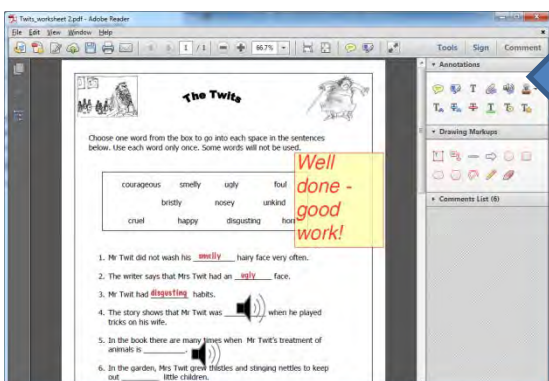 Twits_worksheet 2.pdf - Adobe Reader
File Edit View Window Help
1 / 1 66.7% Tools Sign Comment
Annotations
Drawing Markups
Comments List (6)
The Twits
Choose one word from the box to go into each space in the sentences
below. Use each word only once. Some words will not be used.
courageous smelly ugly foul
bristly nosey unkind
cruel happy disgusting
Well
done -
good
work!
1. Mr Twit did not wash his smelly hairy face very often.
2. The writer says that Mrs Twit had an ugly face.
3. Mr Twit had disgusting habits.
4. The story shows that Mr Twit was when he played
tricks on his wife.
5. In the book there are many times when Mr Twit's treatment of
animals is .
6. In the garden, Mrs Twit grew thistles and stinging nettles to keep
out little children.